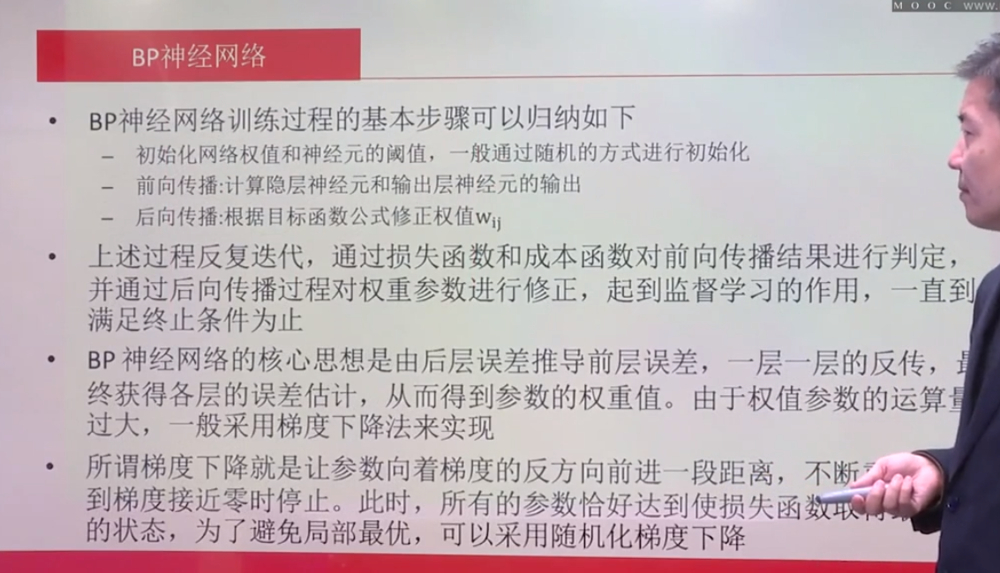 MOOC www.
BP神经网络
• BP神经网络训练过程的基本步骤可以归纳如下
– 初始化网络权值和神经元的阈值，一般通过随机的方式进行初始化
– 前向传播:计算隐层神经元和输出层神经元的输出
– 后向传播:根据目标函数公式修正权值wij
• 上述过程反复迭代，通过损失函数和成本函数对前向传播结果进行判定，
并通过后向传播过程对权重参数进行修正，起到监督学习的作用，一直到
满足终止条件为止
• BP 神经网络的核心思想是由后层误差推导前层误差，一层一层的反传，最
终获得各层的误差估计，从而得到参数的权重值。由于权值参数的运算量
过大，一般采用梯度下降法来实现
• 所谓梯度下降就是让参数向着梯度的反方向前进一段距离，不断
到梯度接近零时停止。此时，所有的参数恰好达到使损失函数取得
的状态，为了避免局部最优，可以采用随机化梯度下降